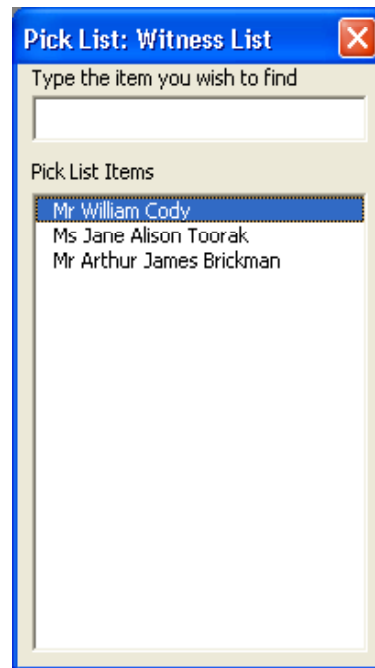 Pick List: Witness List
Type the item you wish to find
Pick List Items
Mr William Cody
Ms Jane Alison Toorak
Mr Arthur James Brickman